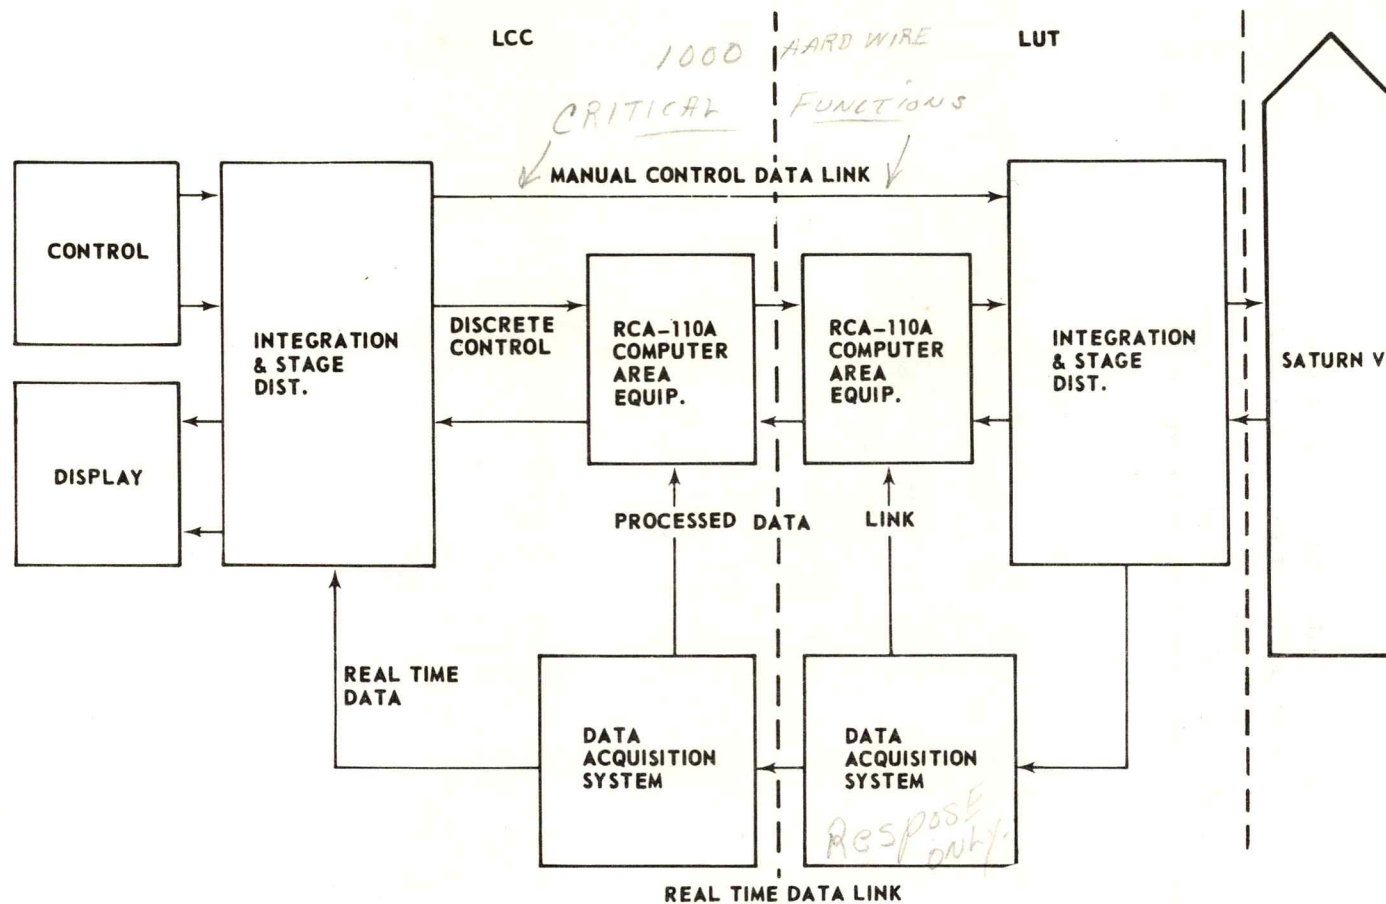 LCC
LUT
1000 HARD WIRE
CRITICAL FUNCTIONS
MANUAL CONTROL DATA LINK
CONTROL
INTEGRATION
& STAGE
DIST.
DISCRETE
CONTROL
RCA-110A
COMPUTER
AREA
EQUIP.
RCA-110A
COMPUTER
AREA
EQUIP.
INTEGRATION
& STAGE
DIST.
SATURN V
DISPLAY
PROCESSED DATA LINK
REAL TIME
DATA
DATA
ACQUISITION
SYSTEM
DATA
ACQUISITION
SYSTEM
Respose
ONLY.
REAL TIME DATA LINK